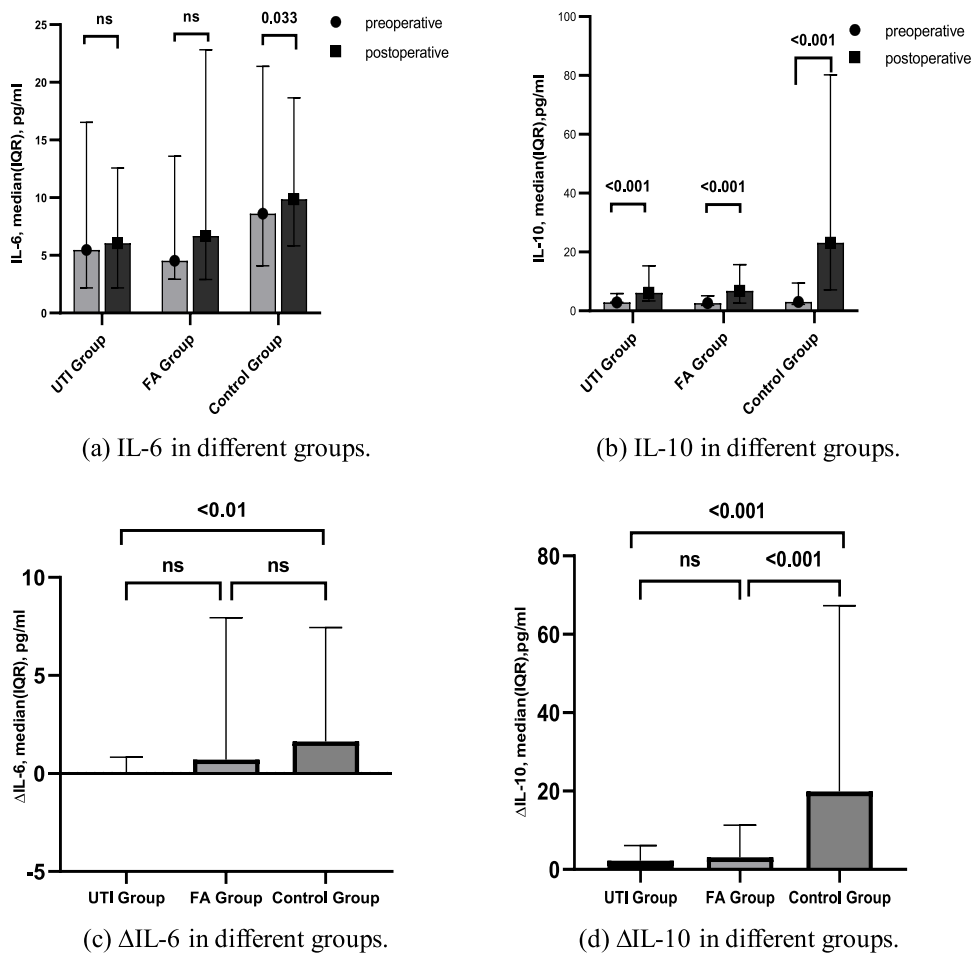 ns
ns
0.033
preoperative
postoperative
25
20
15
10
5
0
IL-6, median(IQR), pg/ml
UTI Group
FA Group
Control Group
(a) IL-6 in different groups.
<0.001
<0.001
<0.001
preoperative
postoperative
100
80
60
40
20
0
IL-10, median(IQR),pg/ml
UTI Group
FA Group
Control Group
(b) IL-10 in different groups.
<0.01
ns
ns
10
5
0
-5
ΔIL-6, median(IQR), pg/ml
UTI Group
FA Group
Control Group
(c) ΔIL-6 in different groups.
<0.001
ns
<0.001
80
60
40
20
0
ΔIL-10, median(IQR),pg/ml
UTI Group
FA Group
Control Group
(d) ΔIL-10 in different groups.